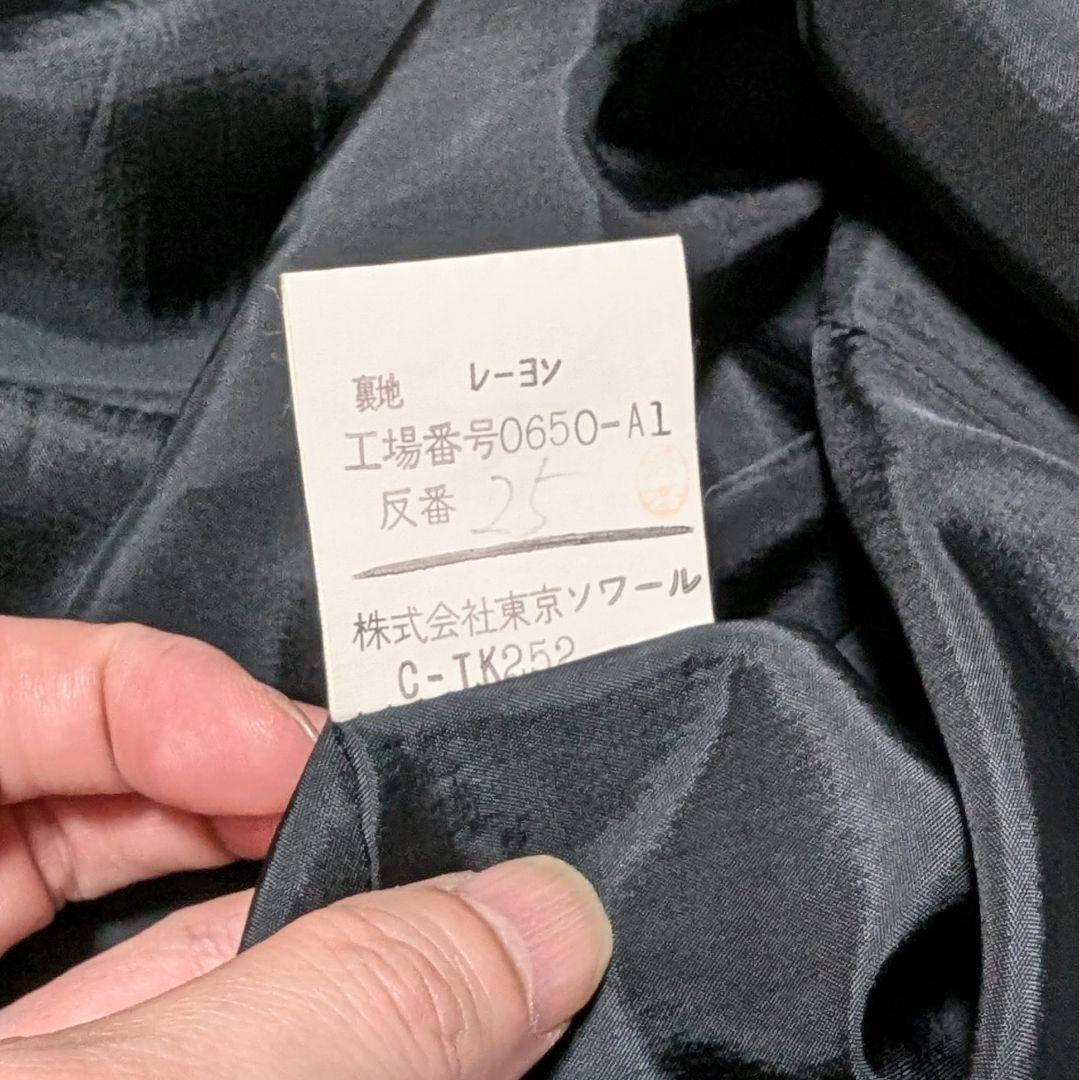 裏地 レーヨン
工場番号0650-A1
反番 25
株式会社東京ソワール
C-TK252